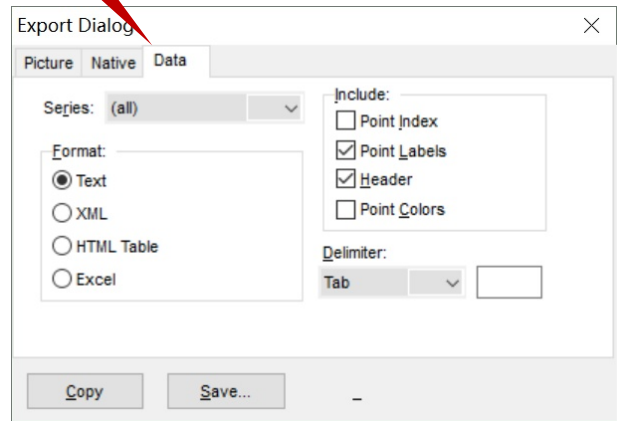 Export Dialog
Picture Native Data
Series: (all)
Format:
Text
XML
HTML Table
Excel
Include:
Point Index
Point Labels
Header
Point Colors
Delimiter:
Tab
Copy Save... _